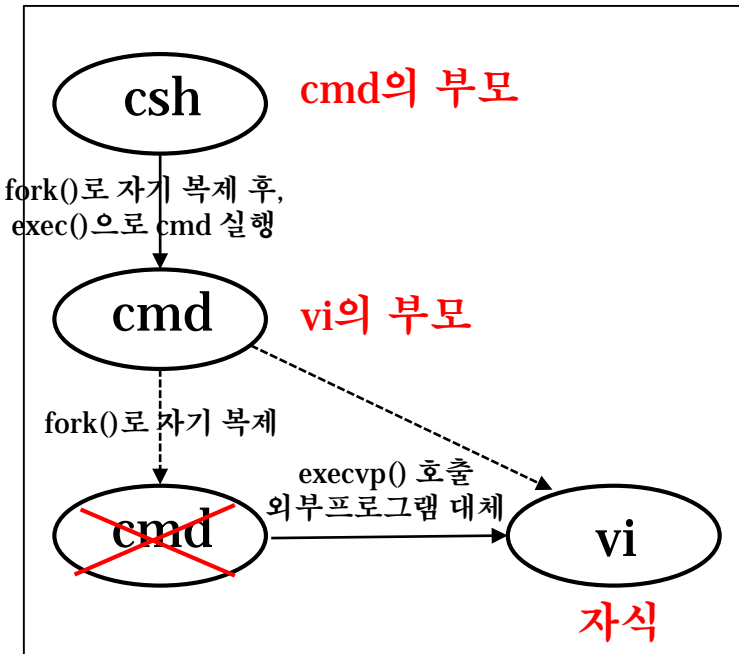 csh
cmd의 부모
fork()로 자기 복제 후,
exec()으로 cmd 실행
cmd
vi의 부모
fork()로 자기 복제
execvp() 호출
외부프로그램 대체
cmd
vi
자식